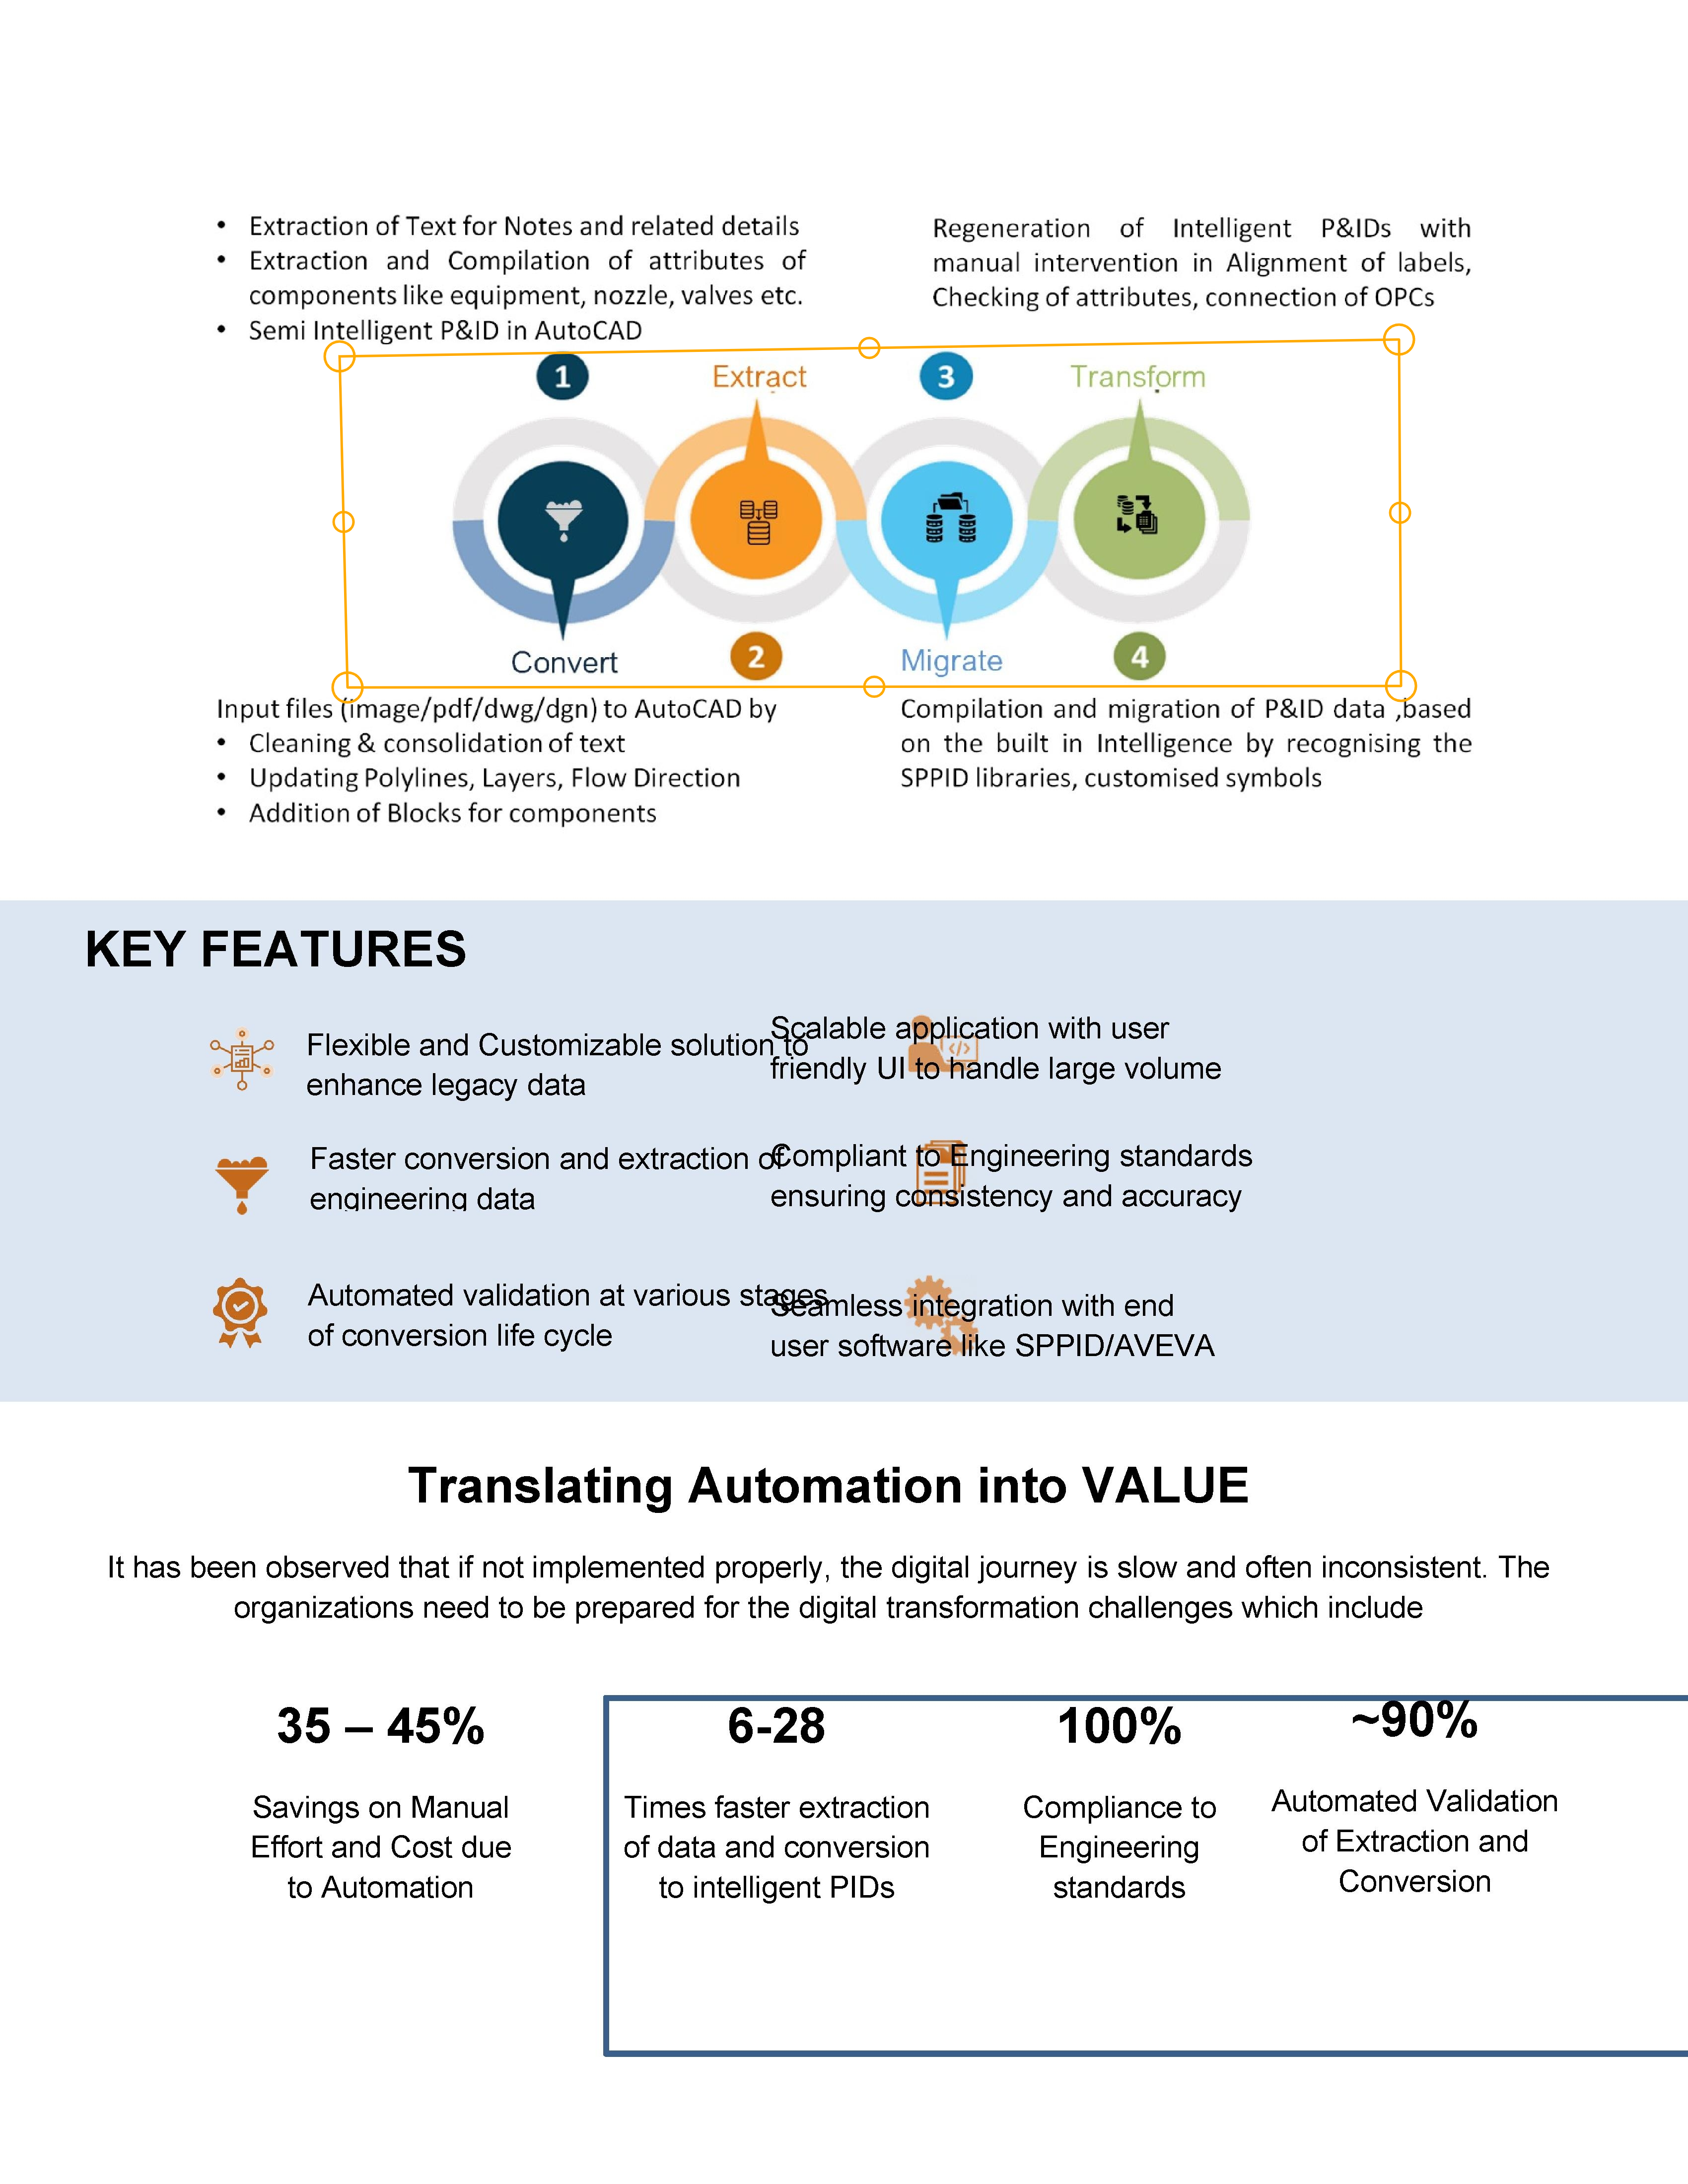 • Extraction of Text for Notes and related details
• Extraction and Compilation of attributes of
components like equipment, nozzle, valves etc.
• Semi Intelligent P&ID in AutoCAD
Regeneration of Intelligent P&IDs with
manual intervention in Alignment of labels,
Checking of attributes, connection of OPCs
1
Extract
3
Transform
Convert
2
Migrate
4
Input files (image/pdf/dwg/dgn) to AutoCAD by
• Cleaning & consolidation of text
• Updating Polylines, Layers, Flow Direction
• Addition of Blocks for components
Compilation and migration of P&ID data ,based
on the built in Intelligence by recognising the
SPPID libraries, customised symbols
KEY FEATURES
Flexible and Customizable solution to
enhance legacy data
Scalable application with user
friendly UI to handle large volume
Faster conversion and extraction of
engineering data
Compliant to Engineering standards
ensuring consistency and accuracy
Automated validation at various stages
of conversion life cycle
Seamless integration with end
user software like SPPID/AVEVA
Translating Automation into VALUE
It has been observed that if not implemented properly, the digital journey is slow and often inconsistent. The
organizations need to be prepared for the digital transformation challenges which include
35 – 45%
Savings on Manual
Effort and Cost due
to Automation
6-28
Times faster extraction
of data and conversion
to intelligent PIDs
100%
Compliance to
Engineering
standards
~90%
Automated Validation
of Extraction and
Conversion